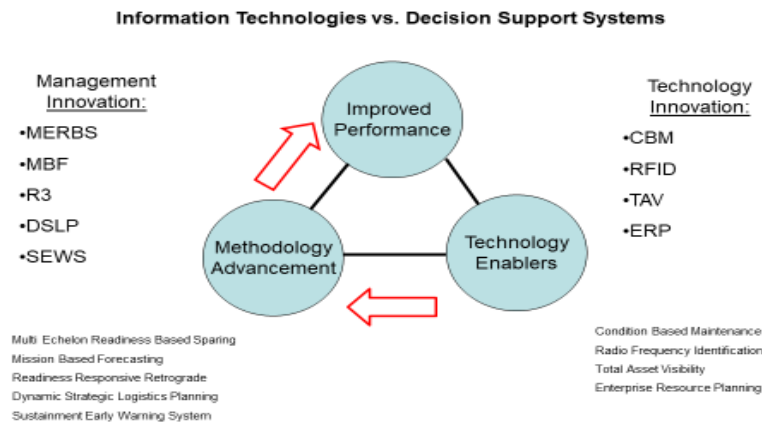 Information Technologies vs. Decision Support Systems
Management
Innovation:
•MERBS
•MBF
•R3
•DSLP
•SEWS
Improved
Performance
Methodology
Advancement
Technology
Enablers
Technology
Innovation:
•CBM
•RFID
•TAV
•ERP
Multi Echelon Readiness Based Sparing
Mission Based Forecasting
Readiness Responsive Retrograde
Dynamic Strategic Logistics Planning
Sustainment Early Warning System
Condition Based Maintenance
Radio Frequency Identification
Total Asset Visibility
Enterprise Resource Planning